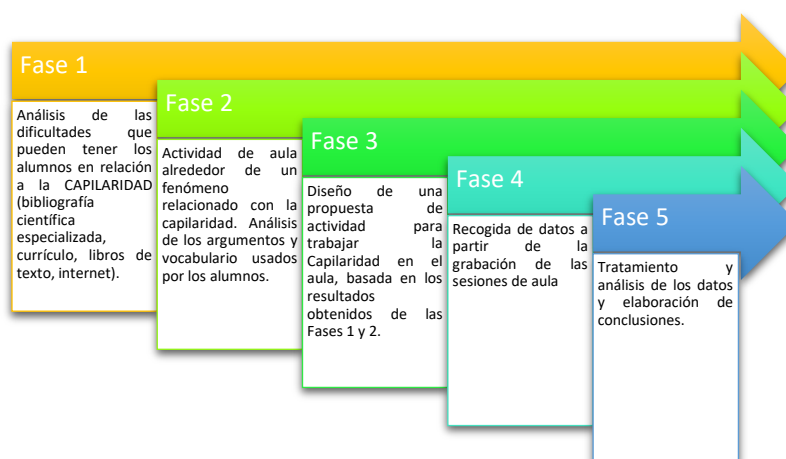 Fase 1
Análisis de las
dificultades que
pueden tener los
alumnos en relación
a la CAPILARIDAD
(bibliografía
científica
especializada,
currículo, libros de
texto, internet).
Fase 2
Actividad de aula
alrededor de un
fenómeno
relacionado con la
capilaridad. Análisis
de los argumentos y
vocabulario usados
por los alumnos.
Fase 3
Diseño de una
propuesta de
actividad para
trabajar la
Capilaridad en el
aula, basada en los
resultados
obtenidos de las
Fases 1 y 2.
Fase 4
Recogida de datos a
partir de la
grabación de las
sesiones de aula
Fase 5
Tratamiento y
análisis de los datos
y elaboración de
conclusiones.